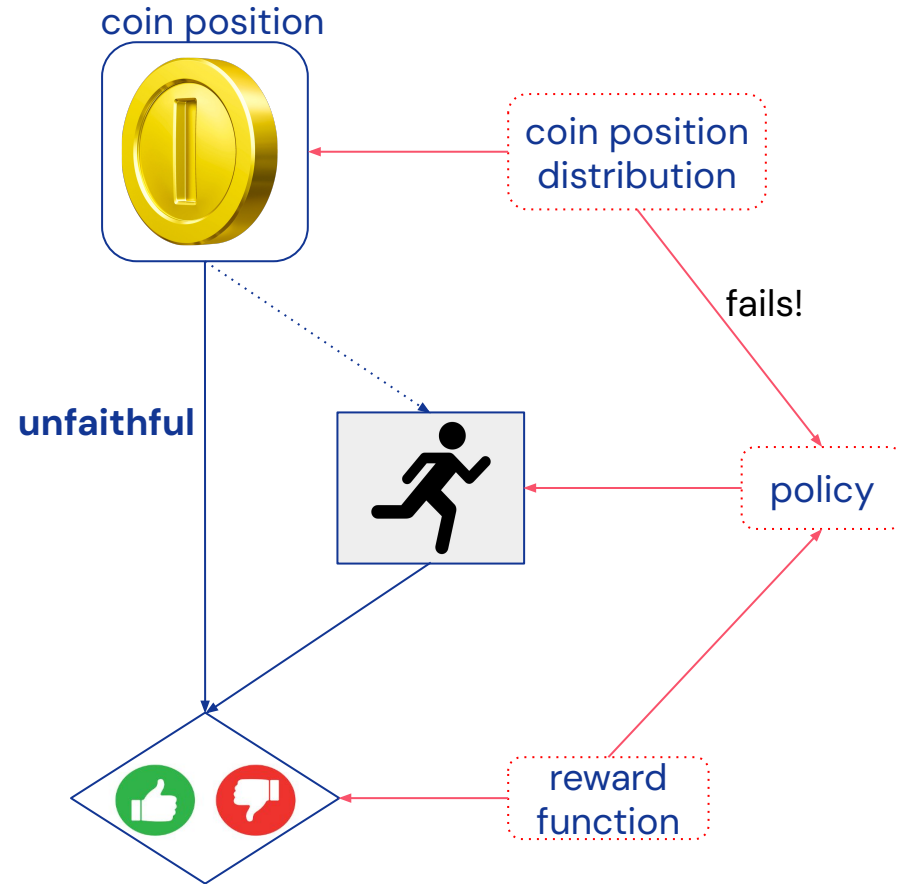 coin position
coin position
distribution
fails!
unfaithful
policy
reward
function